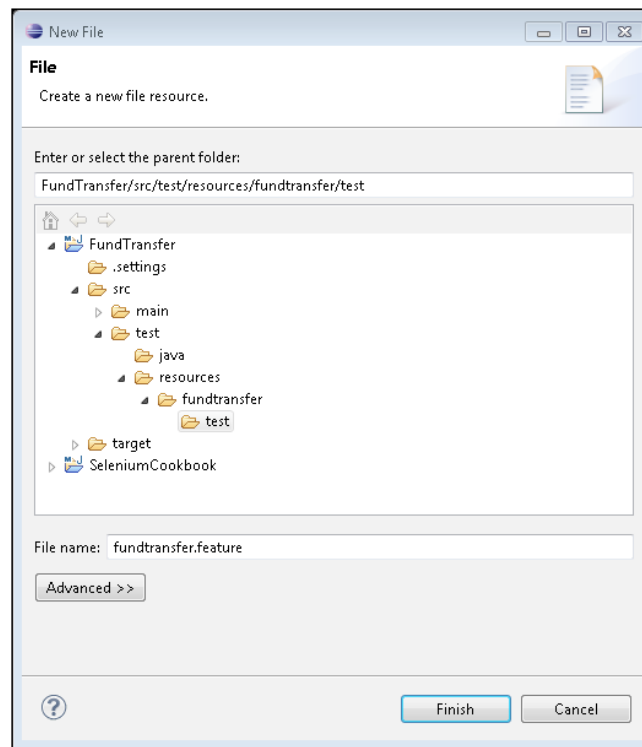 New File
File
Create a new file resource.
Enter or select the parent folder:
FundTransfer/src/test/resources/fundtransfer/test
FundTransfer
.settings
src
main
test
java
resources
fundtransfer
test
target
SeleniumCookbook
File name: fundtransfer.feature
Advanced >>
? Finish Cancel